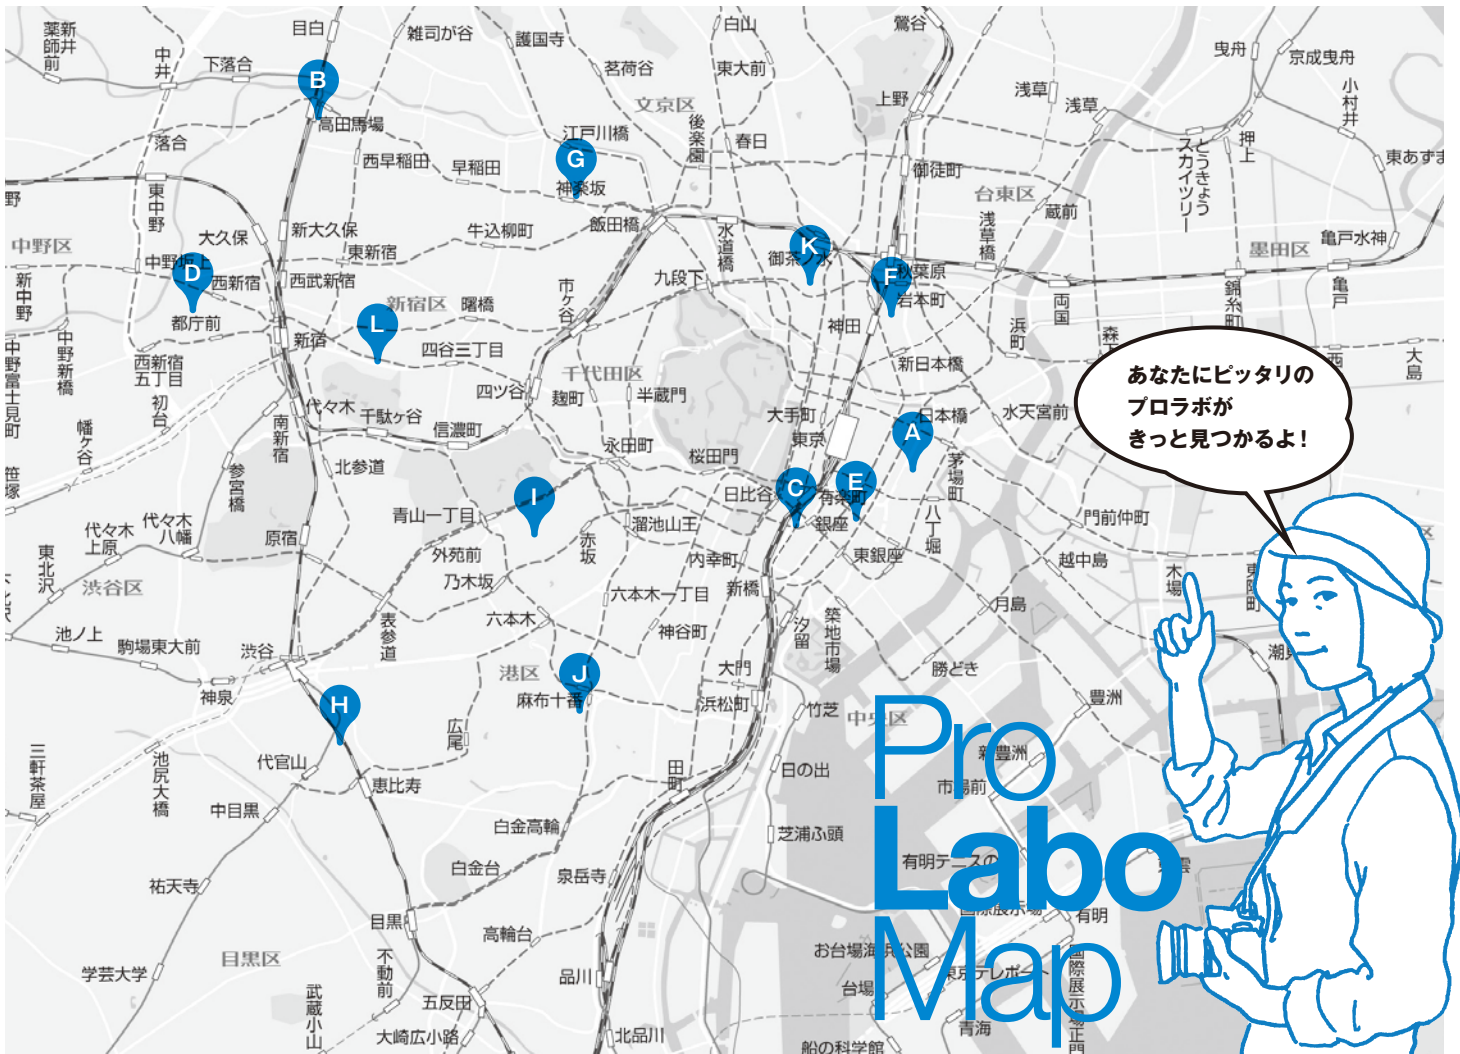 目白
雑司が谷
護国寺
白山
鶯谷
新井
薬師前
中井
下落合
茗荷谷
東大前
曳舟
京成曳舟
B
高田馬場
文京区
上野
浅草
浅草
小村井
落合
江戸川橋
後楽園
春日
押上
とうきょう
スカイツリー
西早稲田
早稲田
G
神楽坂
御徒町
台東区
東あずま
野
東中野
蔵前
中野区
大久保
新大久保
東新宿
牛込柳町
飯田橋
水道橋
K
御茶ノ水
浅草橋
墨田区
亀戸水神
中野坂上
D
西新宿
西武新宿
九段下
F
秋葉原
岩本町
新中野
都庁前
新宿区
曙橋
市ヶ谷
神田
両国
錦糸町
亀戸
L
新宿
四谷三丁目
浜町
森下
中野新橋
西新宿
五丁目
新日本橋
西
大島
中野富士見町
初台
代々木
千駄ヶ谷
四ツ谷
千代田区
麹町
半蔵門
大手町
日本橋
水天宮前
あなたにピッタリの
プロラボが
きっと見つかるよ！
幡ヶ谷
南新宿
信濃町
東京
A
笹塚
参宮橋
北参道
永田町
桜田門
茅場町
I
日比谷
C
有楽町
E
青山一丁目
溜池山王
銀座
八丁堀
門前仲町
代々木
上原
代々木
八幡
原宿
外苑前
赤坂
内幸町
東銀座
越中島
木場
東陽町
区
東北沢
渋谷区
乃木坂
六本木一丁目
新橋
月島
池ノ上
駒場東大前
渋谷
表参道
六本木
神谷町
汐留
築地市場
神泉
港区
J
麻布十番
大門
浜松町
勝どき
潮見
H
広尾
竹芝
中央区
豊洲
三軒茶屋
池尻大橋
代官山
恵比寿
田町
日の出
新豊洲
市場前
中目黒
白金高輪
芝浦ふ頭
Pro
Labo
Map
祐天寺
白金台
泉岳寺
有明テニスの
東雲
目黒
国際展示場
有明
目黒区
高輪台
お台場海浜公園
学芸大学
不動前
品川
台場
東京テレポート
国際展示場正門
武蔵小山
五反田
大崎広小路
北品川
船の科学館
青海